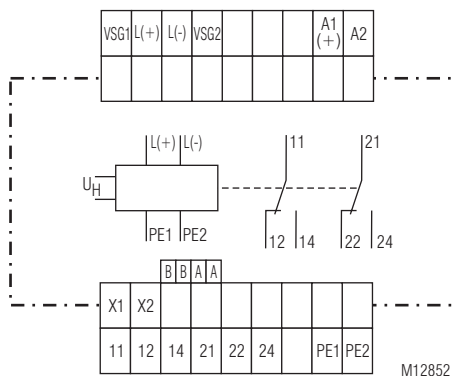 VSG1 L(+) L(-) VSG2 A1 (+) A2
L(+) L(-) 11 21
UH
PE1 PE2 12 14 22 24
B B A A
X1 X2
11 12 14 21 22 24 PE1 PE2
M12852